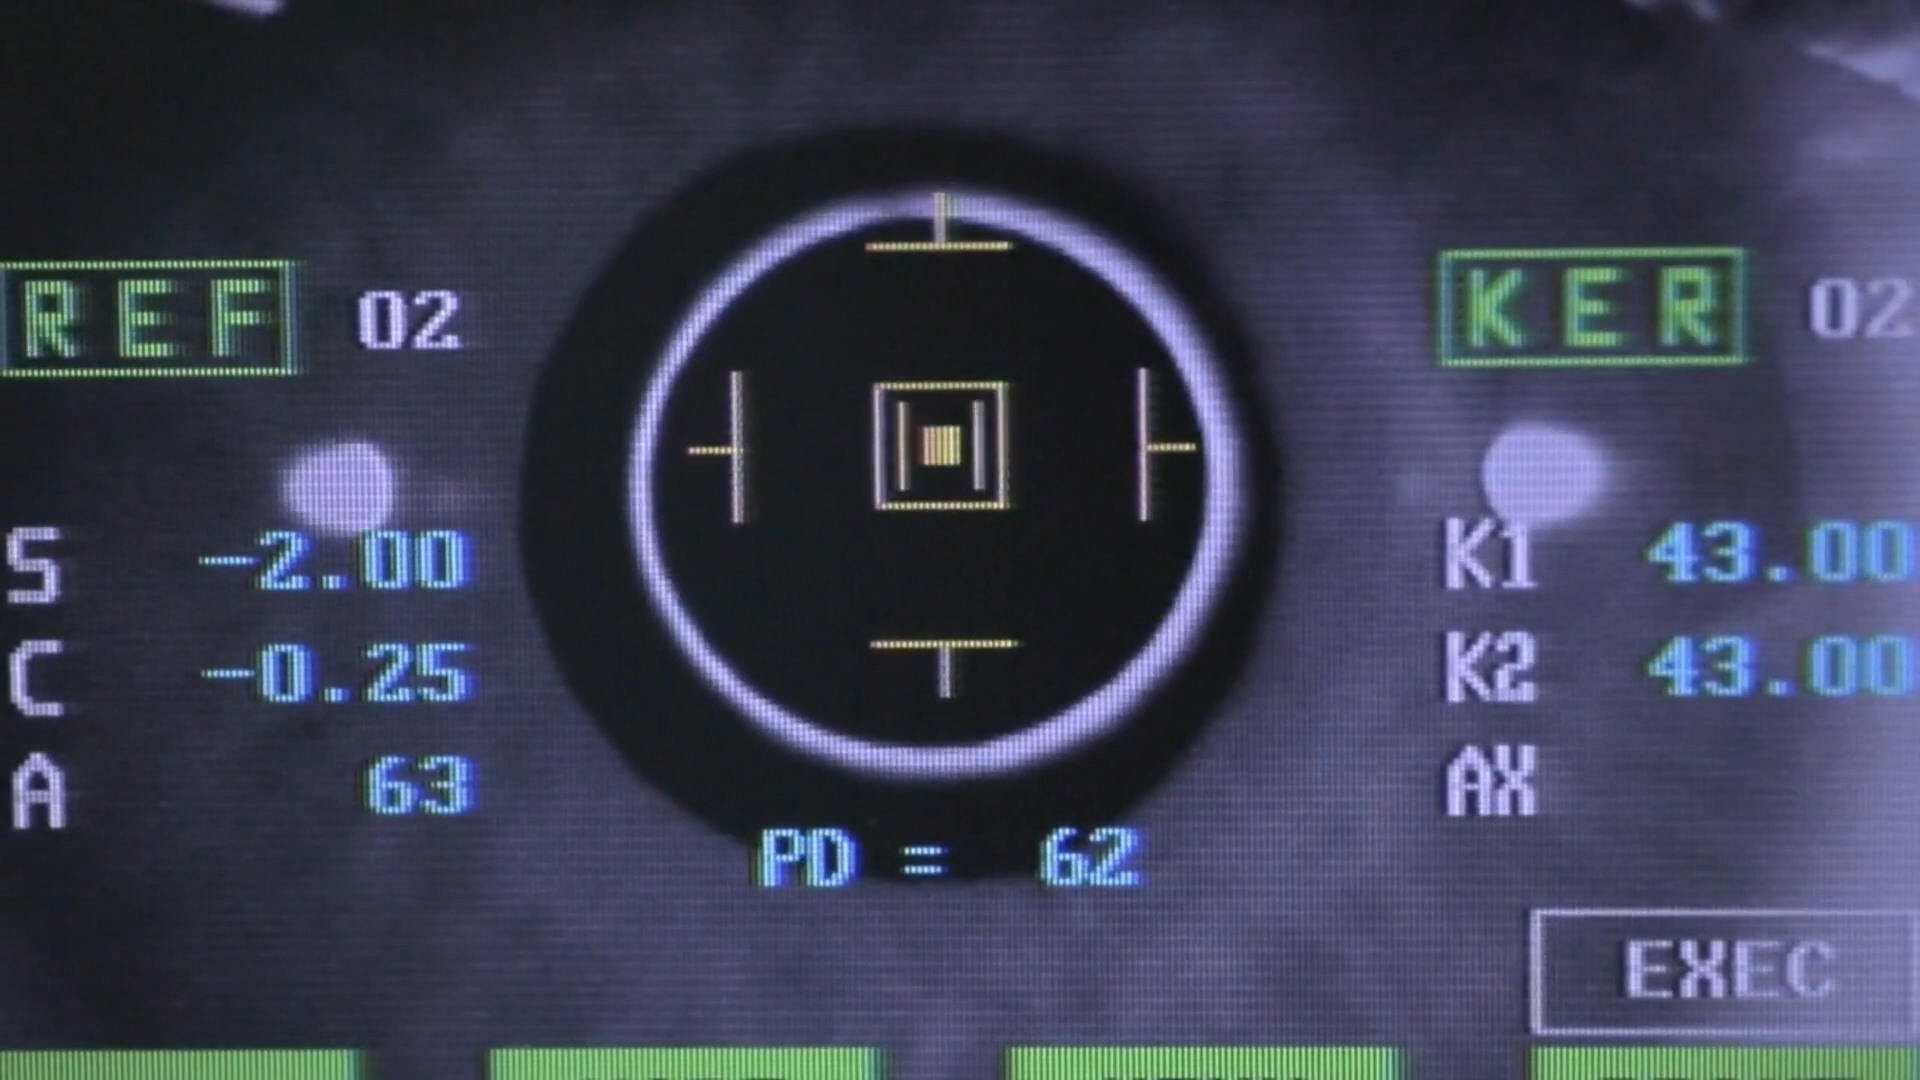 REF 02
KER 02
S -2.00
K1 43.00
C -0.25
K2 43.00
A 63
AX
PD = 62
EXEC